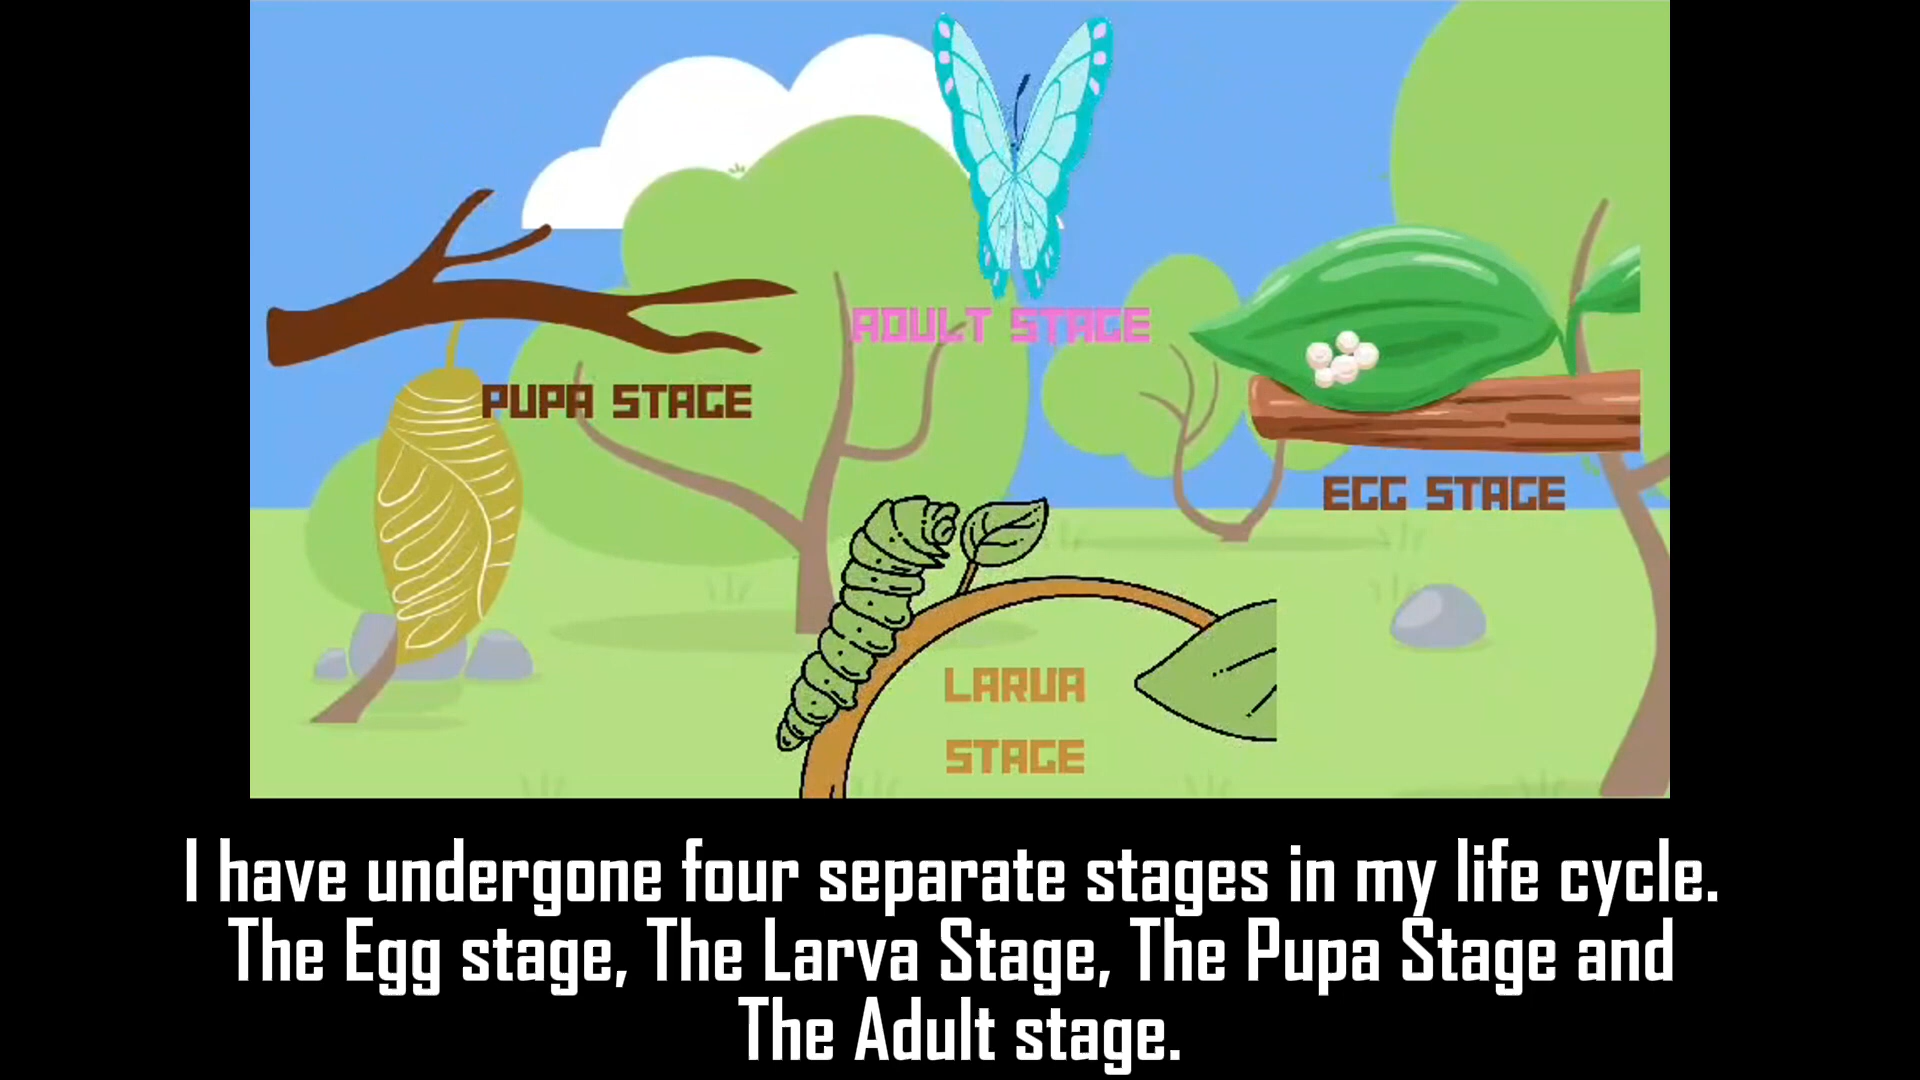 ADULT STAGE
PUPA STAGE
EGG STAGE
LARVA
STAGE
I have undergone four separate stages in my life cycle.
The Egg stage, The Larva Stage, The Pupa Stage and
The Adult stage.